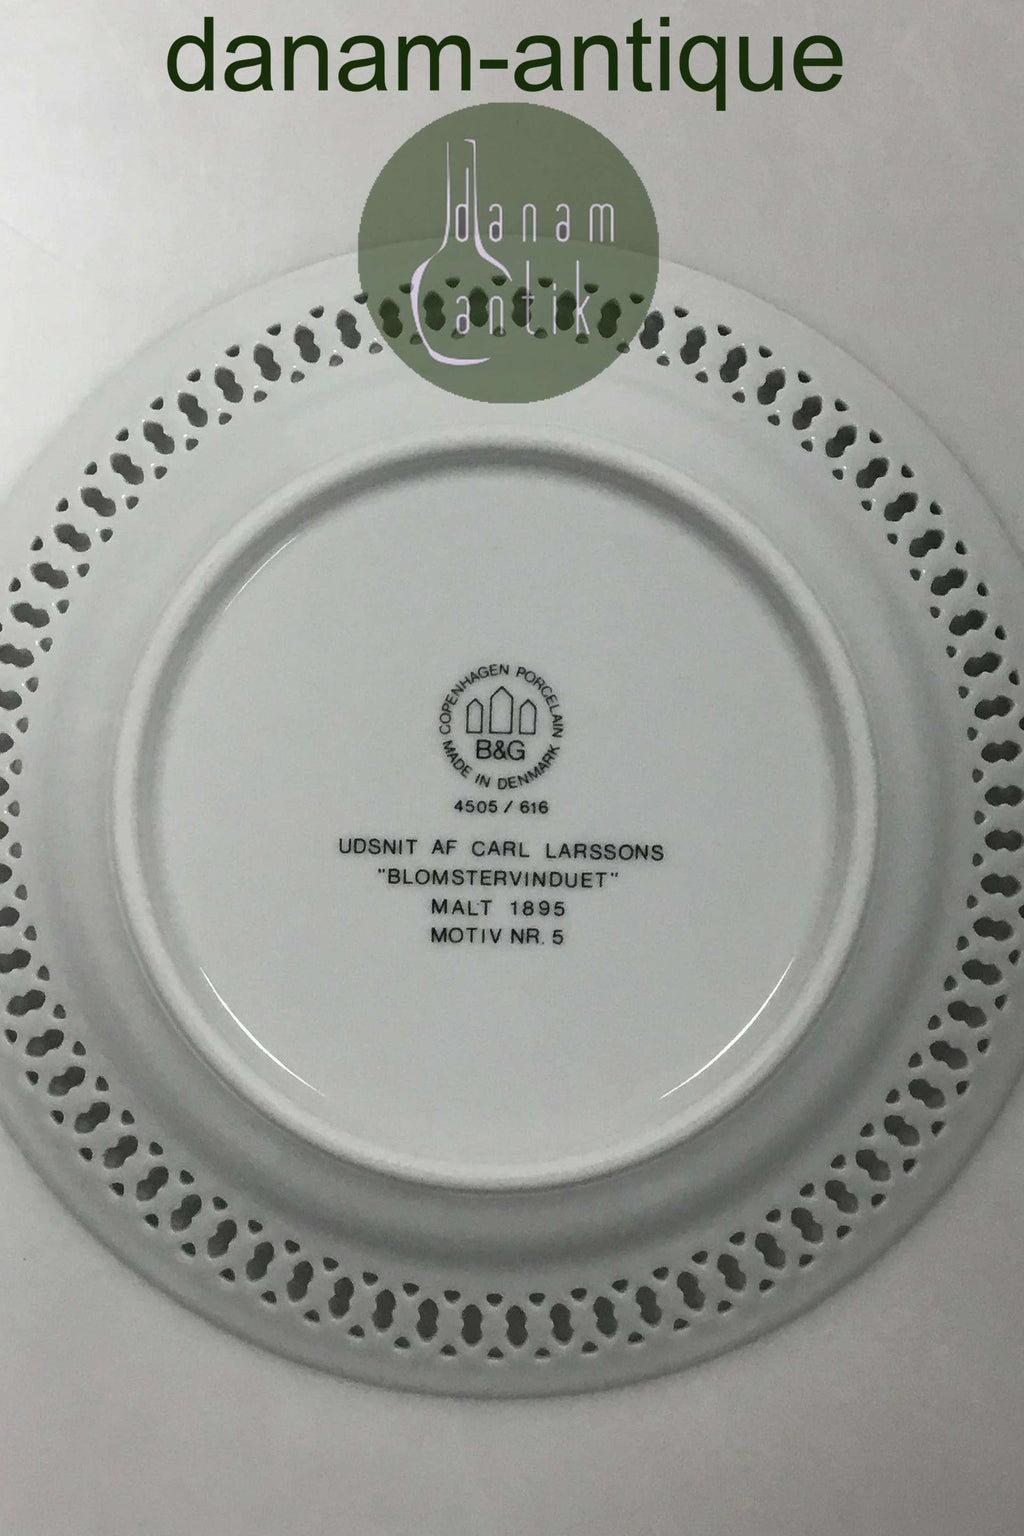 danam-antique
danam
antik
COPENHAGEN PORCELAIN
B&G
MADE IN DENMARK
4505 / 616
UDSNIT AF CARL LARSSONS
"BLOMSTERVINDUET"
MALT 1895
MOTIV NR. 5